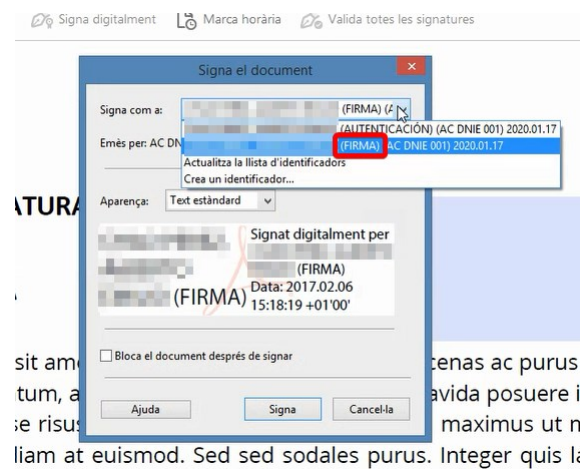 Signa digitalment Marca horària Valida totes les signatures
Signa el document
Signa com a: (FIRMA) (A
(AUTENTICACIÓN) (AC DNIE 001) 2020.01.17
Emès per: AC DN (FIRMA) (AC DNIE 001) 2020.01.17
Actualitza la llista d'identificadors
Crea un identificador...
Aparença: Text estàndard
Signat digitalment per
(FIRMA)
(FIRMA)
Data: 2017.02.06
15:18:19 +01'00'
Bloca el document després de signar
Ajuda Signa Cancel·la
ATURA
sit am cenas ac purus
tum, a avida posuere i
se risus maximus ut
liam at euismod. Sed sed sodales purus. Integer quis la